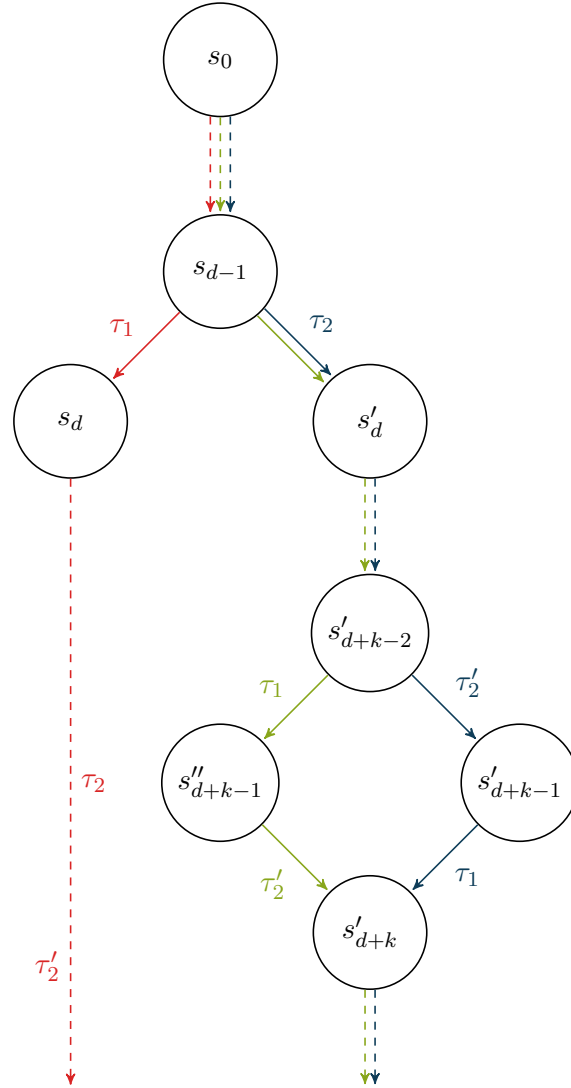 s_0
s_{d−1}
τ_1
τ_2
s_d
s'_d
s'_{d+k−2}
τ_1
τ'_2
s''_{d+k−1}
s'_{d+k−1}
τ_2
τ'_2
τ_1
s'_{d+k}
τ'_2